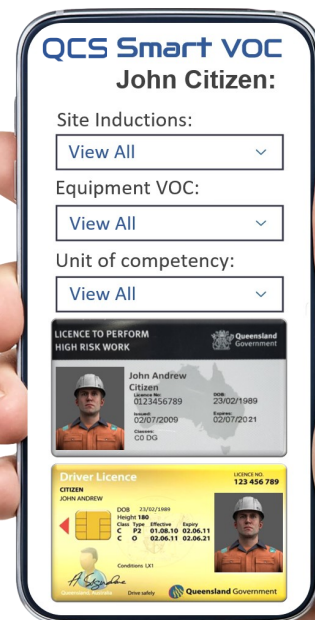 QCS Smart VOC
John Citizen:
Site Inductions:
View All
Equipment VOC:
View All
Unit of competency:
View All
LICENCE TO PERFORM
HIGH RISK WORK
Queensland
Government
John Andrew
Citizen
Licence No:
0123456789
DOB:
23/02/1989
Issued:
02/07/2009
Expires:
02/07/2021
Classes:
C0 DG
Driver Licence
LICENCE NO.
123 456 789
CITIZEN
JOHN ANDREW
DOB 23/02/1989
Height 180
Class Type Effective Expiry
C P2 01.08.10 02.06.11
C O 02.06.11 02.06.21
Conditions LX1
Queensland, Australia
Drive safely
Queensland Government